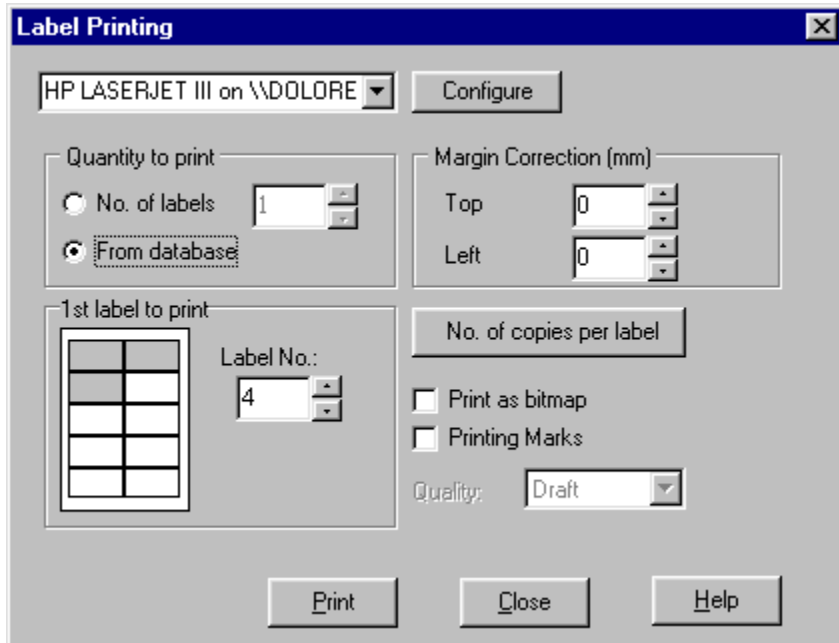 Label Printing
HP LASERJET III on \\DOLORE
Configure
Quantity to print
No. of labels 1
From database
Margin Correction (mm)
Top 0
Left 0
1st label to print
Label No.:
4
No. of copies per label
Print as bitmap
Printing Marks
Quality: Draft
Print Close Help